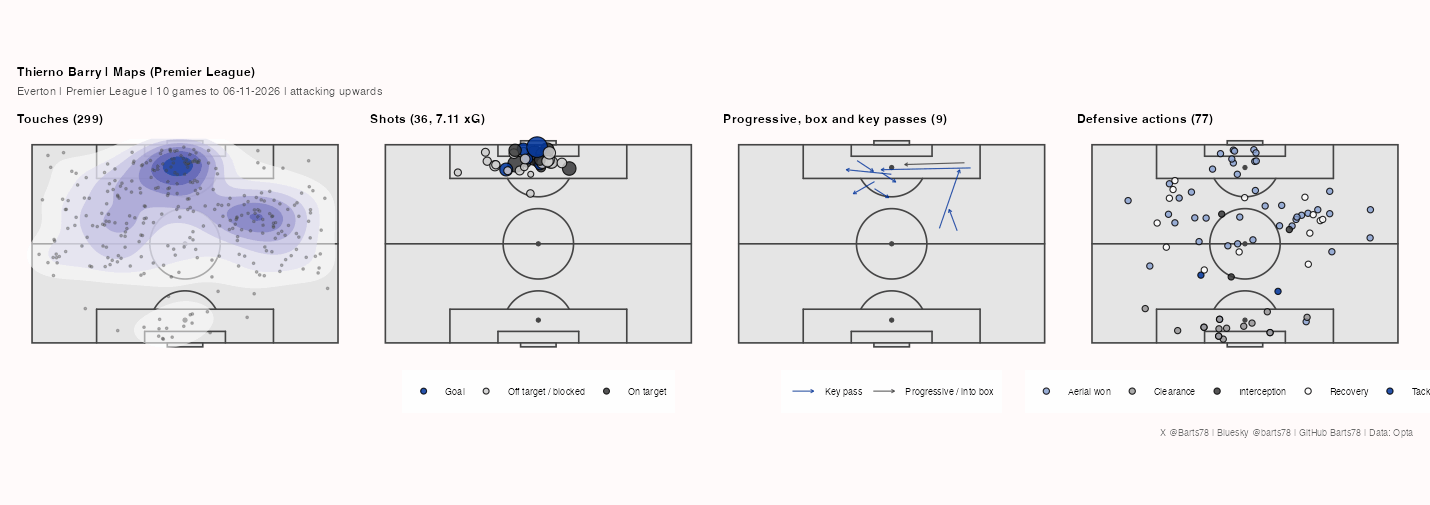 Thierno Barry | Maps (Premier League)
Everton | Premier League | 10 games to 06-11-2026 | attacking upwards
Touches (299)
Shots (36, 7.11 xG)
Progressive, box and key passes (9)
Defensive actions (77)
Goal
Off target / blocked
On target
Key pass
Progressive / into box
Aerial won
Clearance
Interception
Recovery
Tack
X @Barts78 | Bluesky @barts78 | GitHub Barts78 | Data: Opta